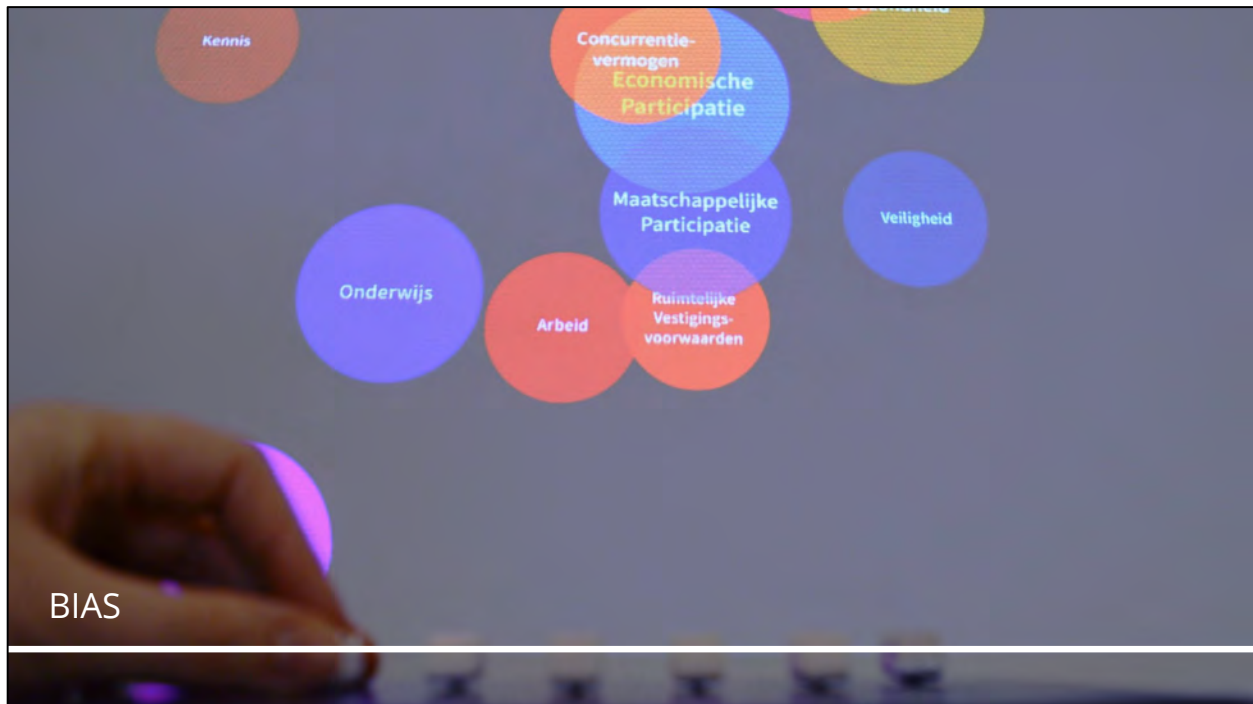 Kennis
Concurrentie-
vermogen
Economische
Participatie
Maatschappelijke
Participatie
Veiligheid
Onderwijs
Arbeid
Ruimtelijke
Vestigings-
voorwaarden
BIAS